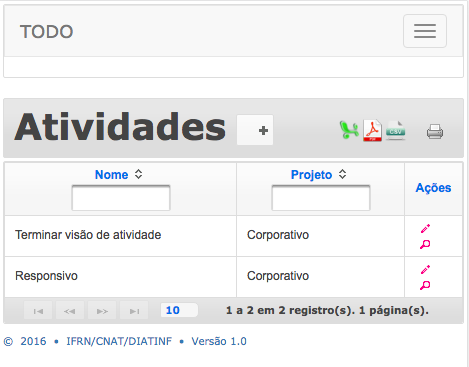 TODO
Atividades
Nome Projeto Ações
Terminar visão de atividade Corporativo
Responsivo Corporativo
10 1 a 2 em 2 registro(s). 1 página(s).
© 2016 • IFRN/CNAT/DIATINF • Versão 1.0